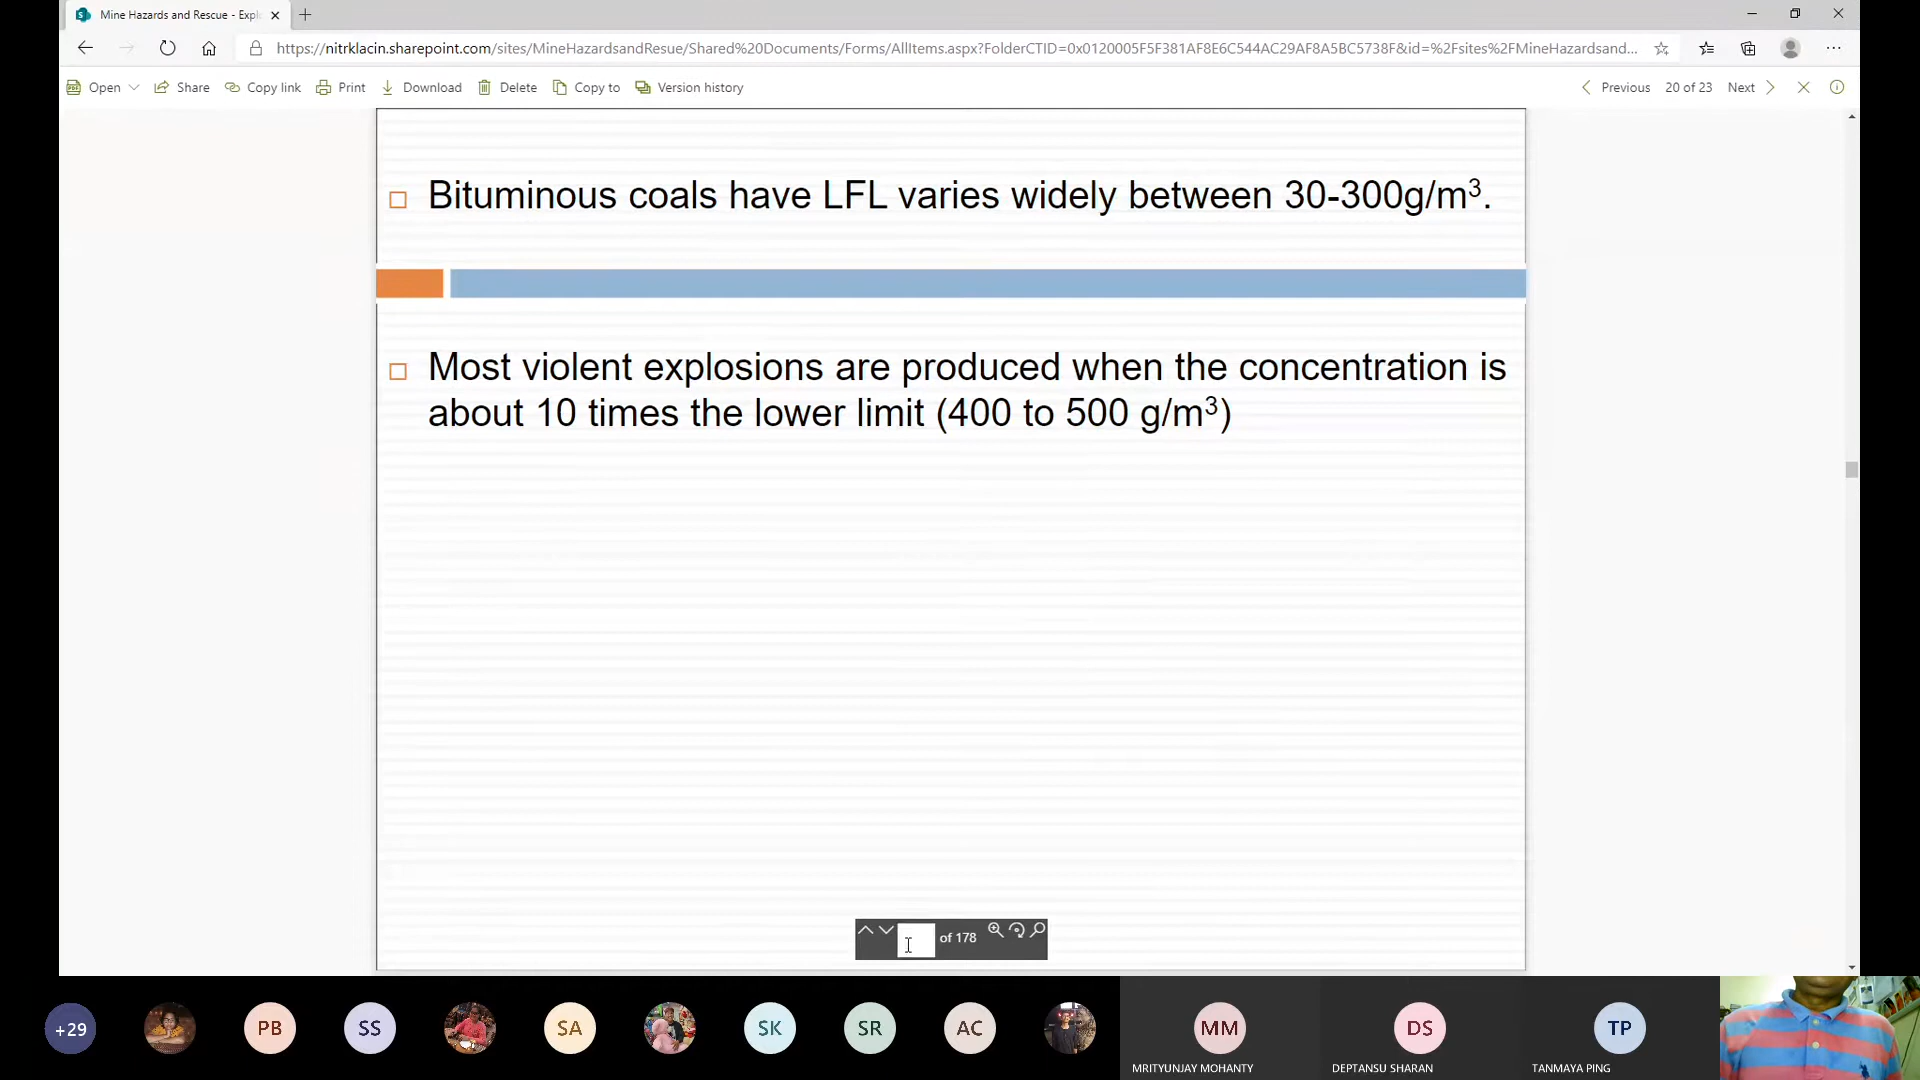 Mine Hazards and Rescue - Expl
https://nitrklacin.sharepoint.com/sites/MineHazardsandResue/Shared%20Documents/Forms/AllItems.aspx?FolderCTID=0x0120005F5F381AF8E6C544AC29AF8A5BC5738F&id=%2Fsites%2FMineHazardsand...
Open Share Copy link Print Download Delete Copy to Version history Previous 20 of 23 Next
Bituminous coals have LFL varies widely between 30-300g/m³.
Most violent explosions are produced when the concentration is
about 10 times the lower limit (400 to 500 g/m³)
of 178
+29 PB SS SA SK SR AC MM DS TP
MRITYUNJAY MOHANTY DEPTANSU SHARAN TANMAYA PING